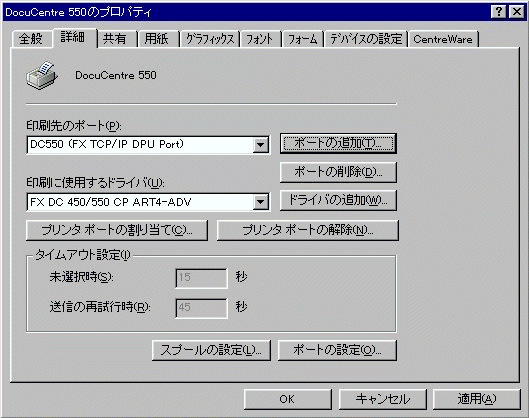 DocuCentre 550のプロパティ
全般 詳細 共有 用紙 グラフィックス フォント フォーム デバイスの設定 CentreWare
DocuCentre 550
印刷先のポート(P):
DC550 (FX TCP/IP DPU Port) ポートの追加(T)...
ポートの削除(D)...
印刷に使用するドライバ(U):
FX DC 450/550 CP ART4-ADV ドライバの追加(W)...
プリンタ ポートの割り当て(C)... プリンタ ポートの解除(N)...
タイムアウト設定(I)
未選択時(S): 15 秒
送信の再試行時(R): 45 秒
スプールの設定(L)... ポートの設定(O)...
OK キャンセル 適用(A)